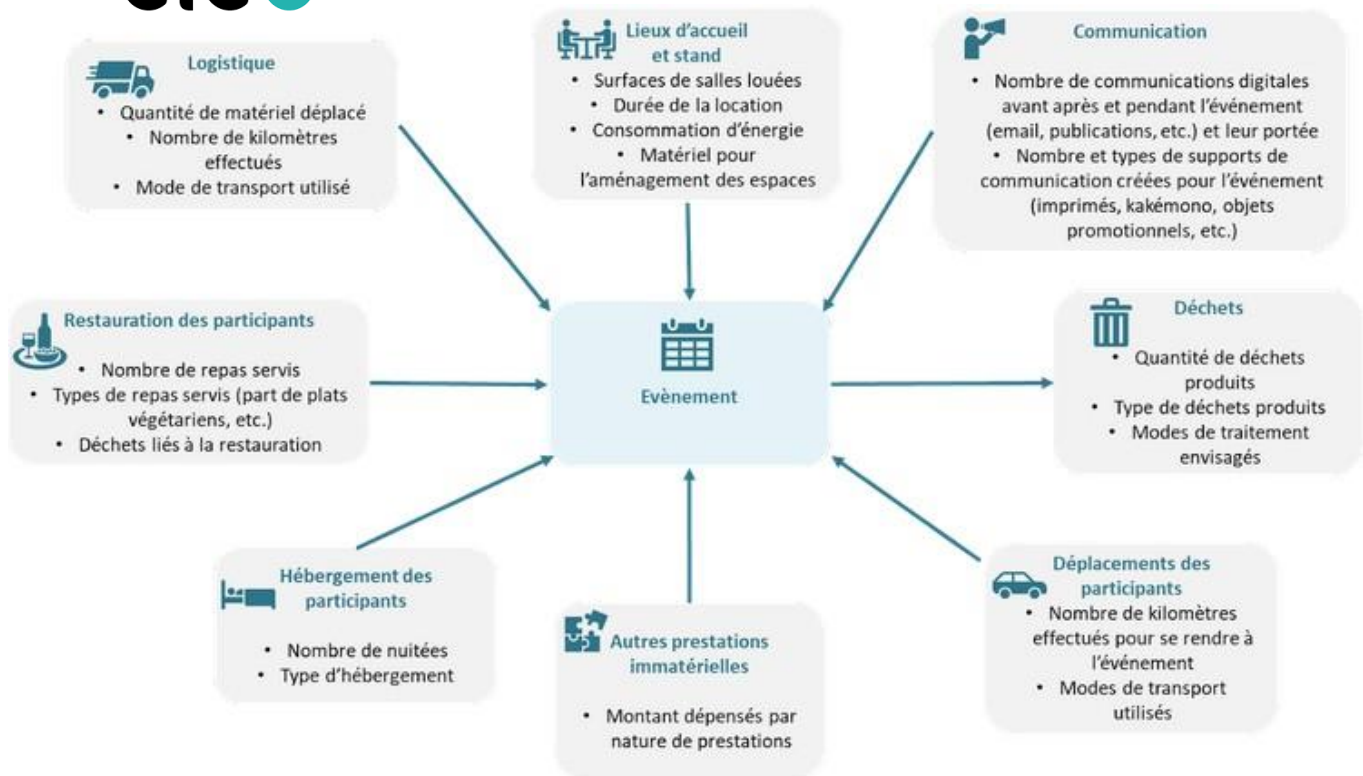 Logistique
• Quantité de matériel déplacé
• Nombre de kilomètres
effectués
• Mode de transport utilisé
Lieux d'accueil
et stand
• Surfaces de salles louées
• Durée de la location
• Consommation d'énergie
• Matériel pour
l'aménagement des espaces
Communication
• Nombre de communications digitales
avant après et pendant l'événement
(email, publications, etc.) et leur portée
• Nombre et types de supports de
communication créées pour l'événement
(imprimés, kakémono, objets
promotionnels, etc.)
Restauration des participants
• Nombre de repas servis
• Types de repas servis (part de plats
végétariens, etc.)
• Déchets liés à la restauration
Evènement
Déchets
• Quantité de déchets
produits
• Type de déchets produits
• Modes de traitement
envisagés
Hébergement des
participants
• Nombre de nuitées
• Type d'hébergement
Autres prestations
immatérielles
• Montant dépensés par
nature de prestations
Déplacements des
participants
• Nombre de kilomètres
effectués pour se rendre à
l'événement
• Modes de transport
utilisés